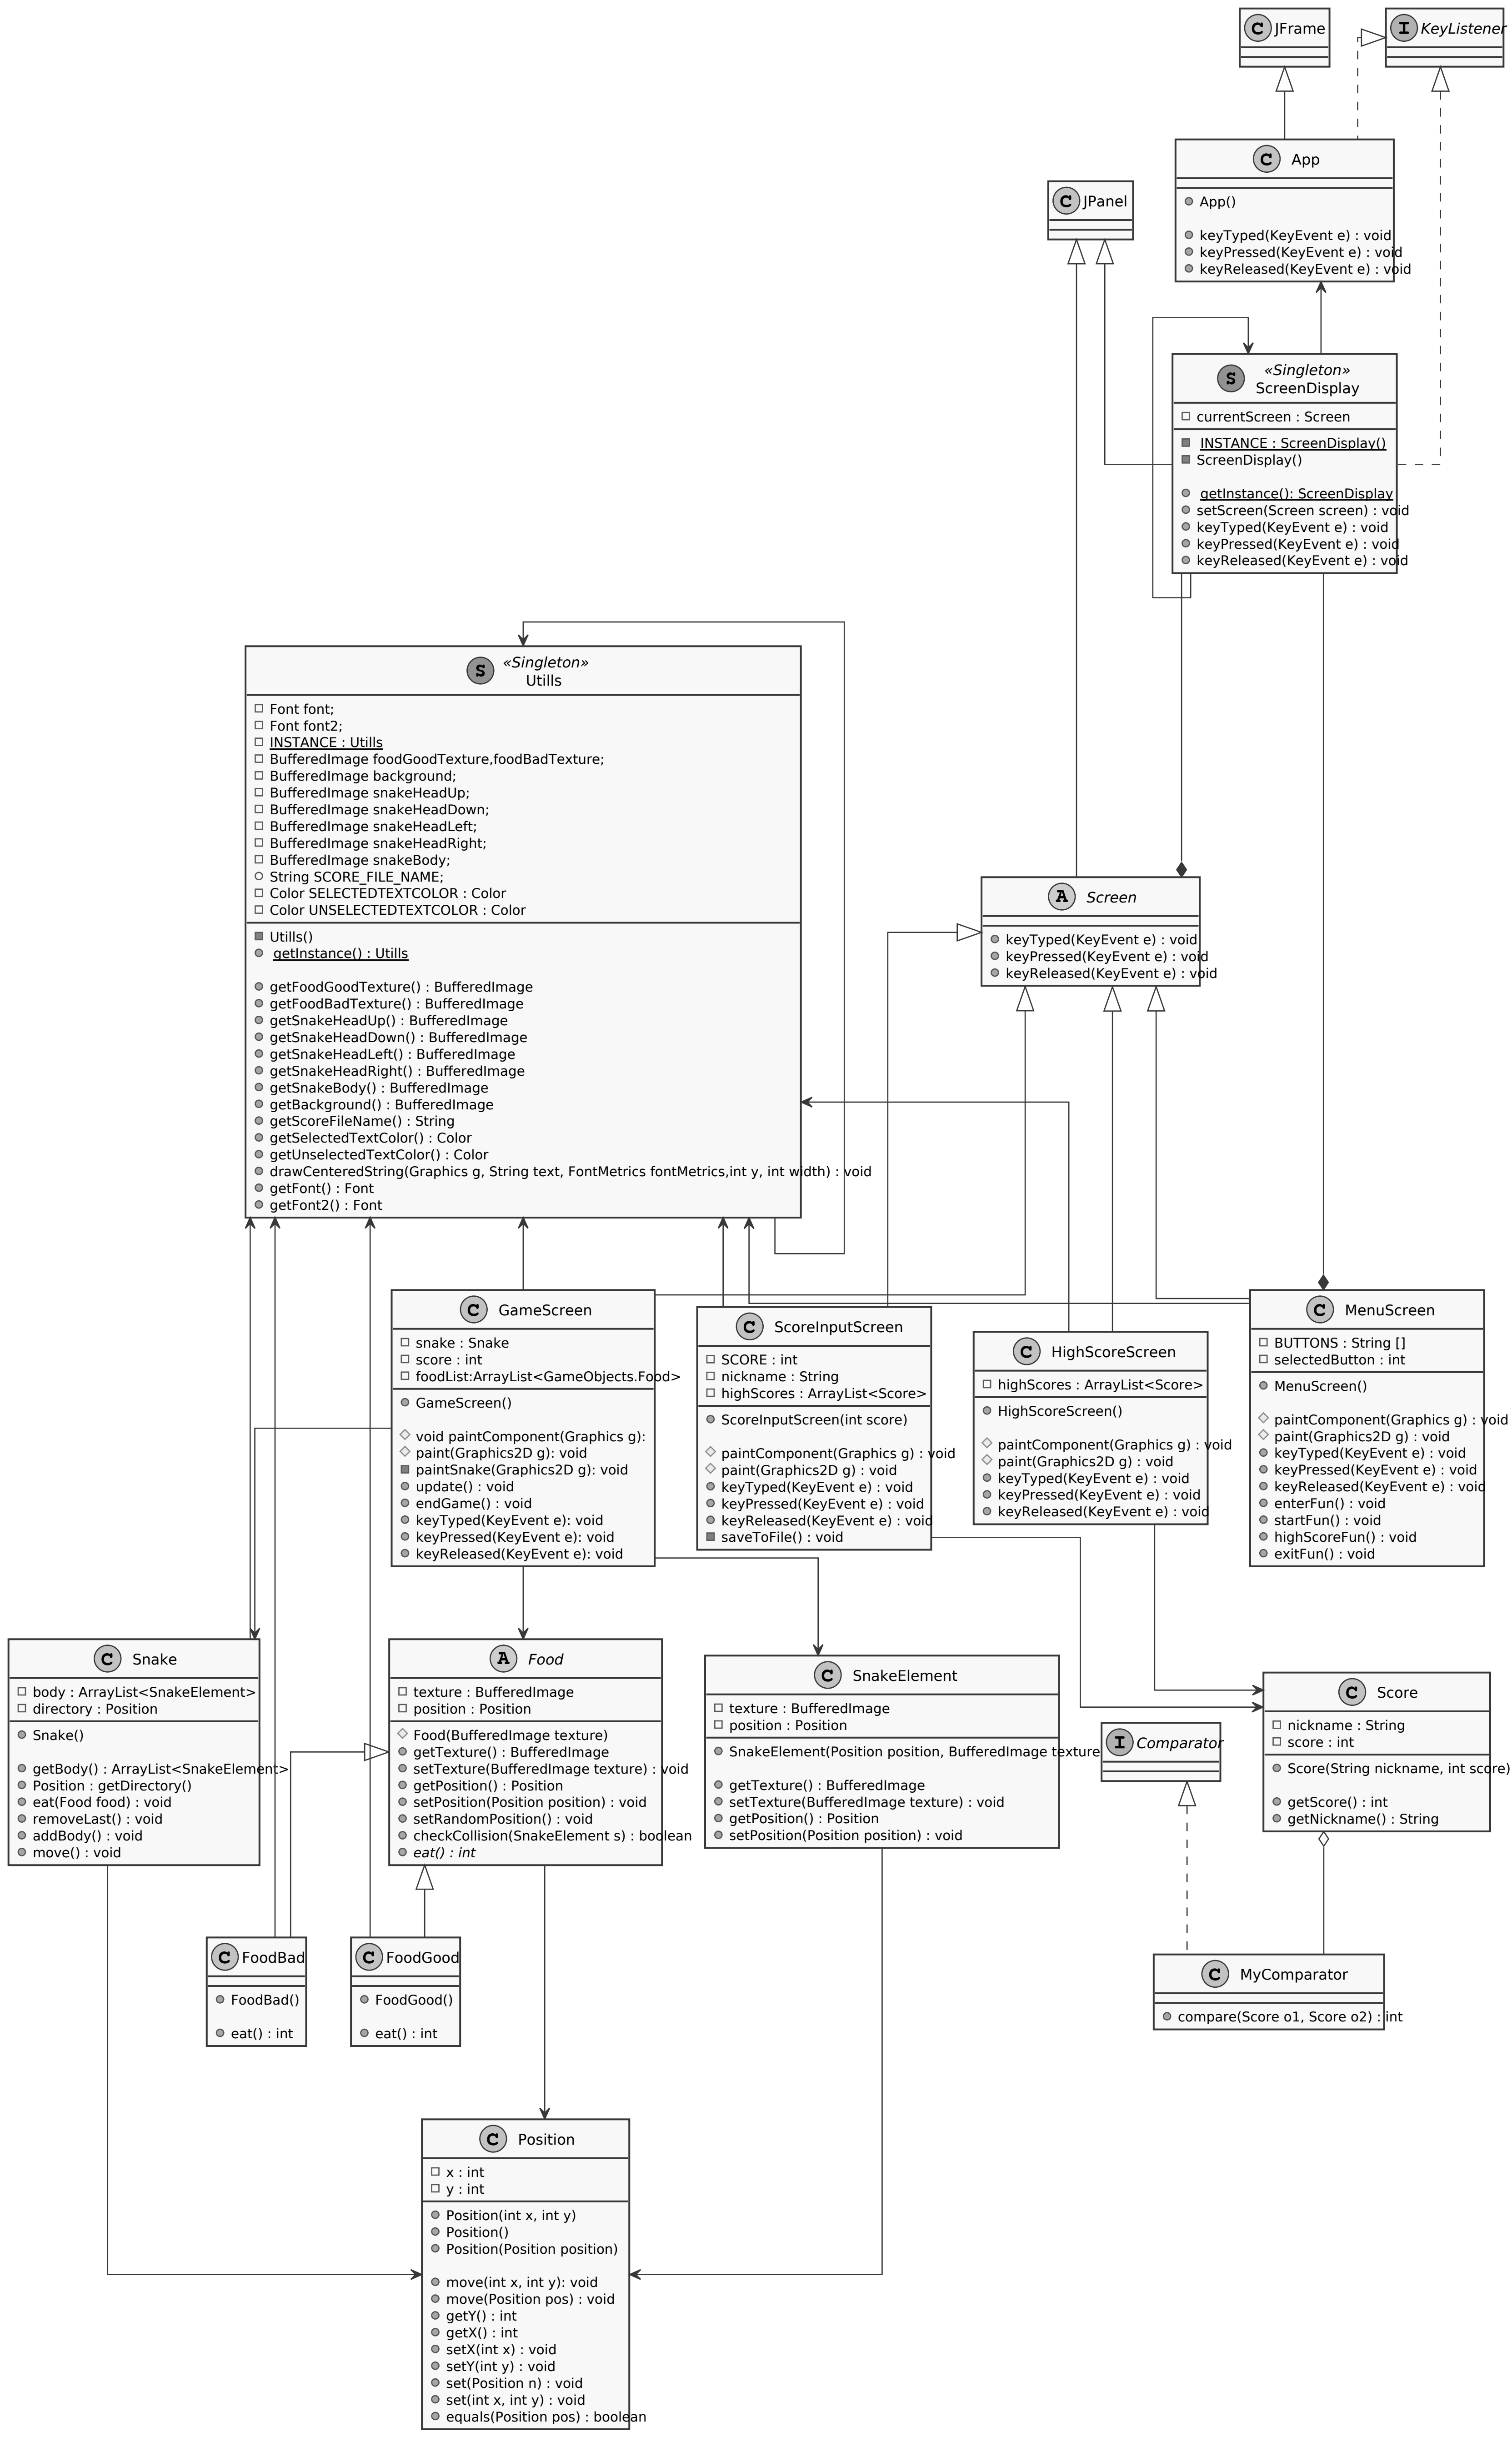 C JFrame
I KeyListener
C App
App()
keyTyped(KeyEvent e) : void
keyPressed(KeyEvent e) : void
keyReleased(KeyEvent e) : void
C JPanel
S «Singleton»
ScreenDisplay
currentScreen : Screen
INSTANCE : ScreenDisplay()
ScreenDisplay()
getInstance(): ScreenDisplay
setScreen(Screen screen) : void
keyTyped(KeyEvent e) : void
keyPressed(KeyEvent e) : void
keyReleased(KeyEvent e) : void
S «Singleton»
Utills
Font font;
Font font2;
INSTANCE : Utills
BufferedImage foodGoodTexture,foodBadTexture;
BufferedImage background;
BufferedImage snakeHeadUp;
BufferedImage snakeHeadDown;
BufferedImage snakeHeadLeft;
BufferedImage snakeHeadRight;
BufferedImage snakeBody;
String SCORE_FILE_NAME;
Color SELECTEDTEXTCOLOR : Color
Color UNSELECTEDTEXTCOLOR : Color
Utills()
getInstance() : Utills
getFoodGoodTexture() : BufferedImage
getFoodBadTexture() : BufferedImage
getSnakeHeadUp() : BufferedImage
getSnakeHeadDown() : BufferedImage
getSnakeHeadLeft() : BufferedImage
getSnakeHeadRight() : BufferedImage
getSnakeBody() : BufferedImage
getBackground() : BufferedImage
getScoreFileName() : String
getSelectedTextColor() : Color
getUnselectedTextColor() : Color
drawCenteredString(Graphics g, String text, FontMetrics fontMetrics,int y, int width) : void
getFont() : Font
getFont2() : Font
A Screen
keyTyped(KeyEvent e) : void
keyPressed(KeyEvent e) : void
keyReleased(KeyEvent e) : void
C GameScreen
snake : Snake
score : int
foodList:ArrayList<GameObjects.Food>
GameScreen()
void paintComponent(Graphics g):
paint(Graphics2D g): void
paintSnake(Graphics2D g): void
update() : void
endGame() : void
keyTyped(KeyEvent e): void
keyPressed(KeyEvent e): void
keyReleased(KeyEvent e): void
C ScoreInputScreen
SCORE : int
nickname : String
highScores : ArrayList<Score>
ScoreInputScreen(int score)
paintComponent(Graphics g) : void
paint(Graphics2D g) : void
keyTyped(KeyEvent e) : void
keyPressed(KeyEvent e) : void
keyReleased(KeyEvent e) : void
saveToFile() : void
C HighScoreScreen
highScores : ArrayList<Score>
HighScoreScreen()
paintComponent(Graphics g) : void
paint(Graphics2D g) : void
keyTyped(KeyEvent e) : void
keyPressed(KeyEvent e) : void
keyReleased(KeyEvent e) : void
C MenuScreen
BUTTONS : String []
selectedButton : int
MenuScreen()
paintComponent(Graphics g) : void
paint(Graphics2D g) : void
keyTyped(KeyEvent e) : void
keyPressed(KeyEvent e) : void
keyReleased(KeyEvent e) : void
enterFun() : void
startFun() : void
highScoreFun() : void
exitFun() : void
C Snake
body : ArrayList<SnakeElement>
directory : Position
Snake()
getBody() : ArrayList<SnakeElement>
Position : getDirectory()
eat(Food food) : void
removeLast() : void
addBody() : void
move() : void
A Food
texture : BufferedImage
position : Position
Food(BufferedImage texture)
getTexture() : BufferedImage
setTexture(BufferedImage texture) : void
getPosition() : Position
setPosition(Position position) : void
setRandomPosition() : void
checkCollision(SnakeElement s) : boolean
eat() : int
C SnakeElement
texture : BufferedImage
position : Position
SnakeElement(Position position, BufferedImage texture
getTexture() : BufferedImage
setTexture(BufferedImage texture) : void
getPosition() : Position
setPosition(Position position) : void
I Comparator
C Score
nickname : String
score : int
Score(String nickname, int score)
getScore() : int
getNickname() : String
C FoodBad
FoodBad()
eat() : int
C FoodGood
FoodGood()
eat() : int
C MyComparator
compare(Score o1, Score o2) : int
C Position
x : int
y : int
Position(int x, int y)
Position()
Position(Position position)
move(int x, int y): void
move(Position pos) : void
getY() : int
getX() : int
setX(int x) : void
setY(int y) : void
set(Position n) : void
set(int x, int y) : void
equals(Position pos) : boolean